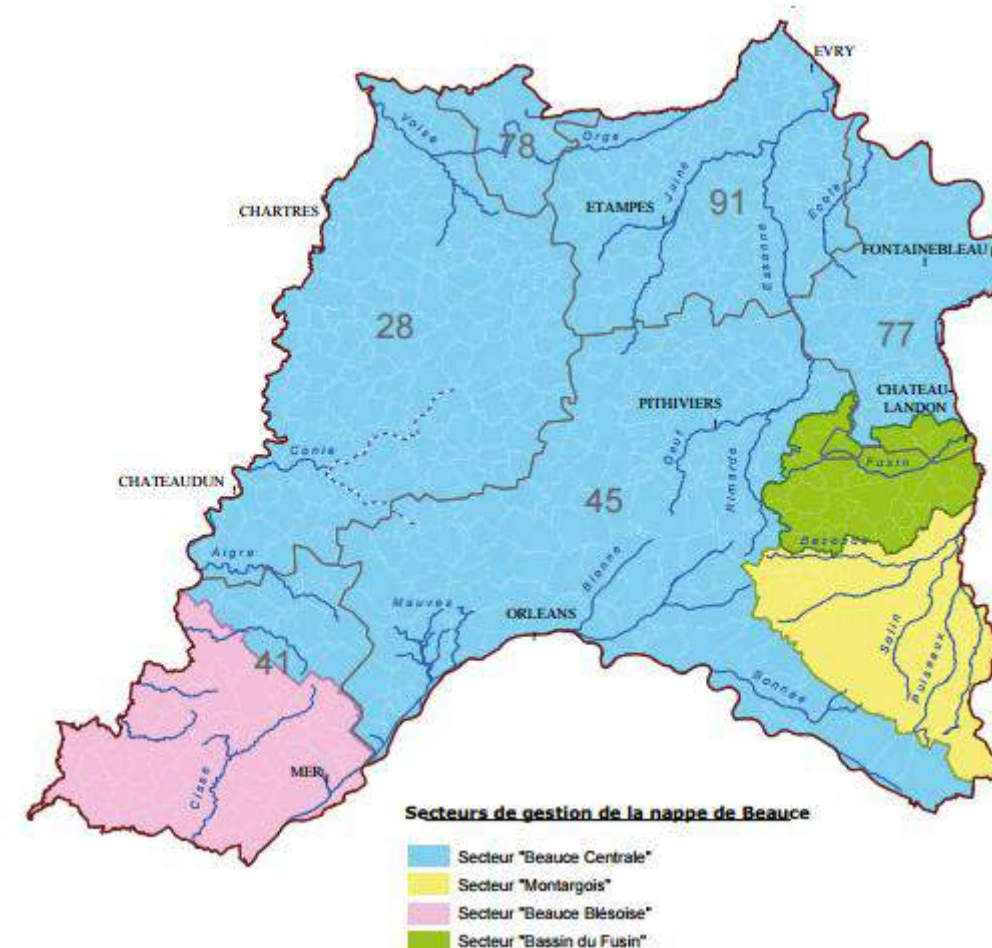 EVRY
Voise
78
Orge
CHARTRES
ETAMPES
Juine
91
Essonne
Ecole
FONTAINEBLEAU
28
77
PITHIVIERS
CHATEAU-
LANDON
Conie
Oeuf
Rimarde
Fusin
CHATEAUDUN
45
Aigre
Bezonde
Bionne
Mauves
ORLEANS
Solin
Puiseaux
41
Bonnee
Cisse
MER
Secteurs de gestion de la nappe de Beauce
Secteur "Beauce Centrale"
Secteur "Montargois"
Secteur "Beauce Blésoise"
Secteur "Bassin du Fusin"